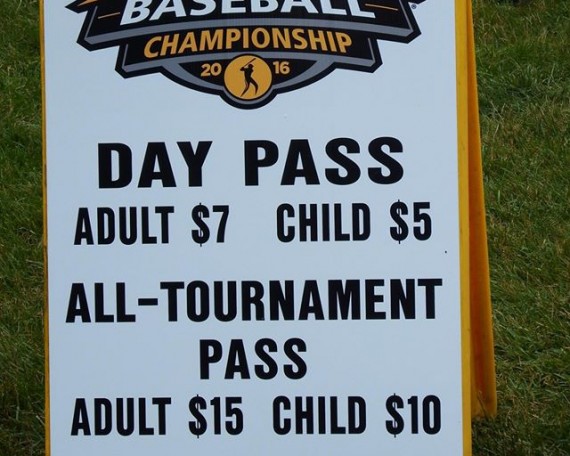 BASEBALL
CHAMPIONSHIP
20 16
DAY PASS
ADULT $7 CHILD $5
ALL-TOURNAMENT
PASS
ADULT $15 CHILD $10